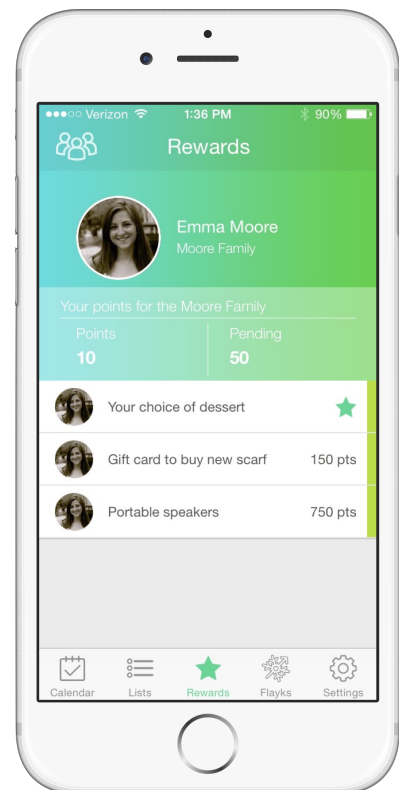 Verizon 1:36 PM 90%
Rewards
Emma Moore
Moore Family
Your points for the Moore Family
Points Pending
10 50
Your choice of dessert
Gift card to buy new scarf 150 pts
Portable speakers 750 pts
Calendar Lists Rewards Flayks Settings